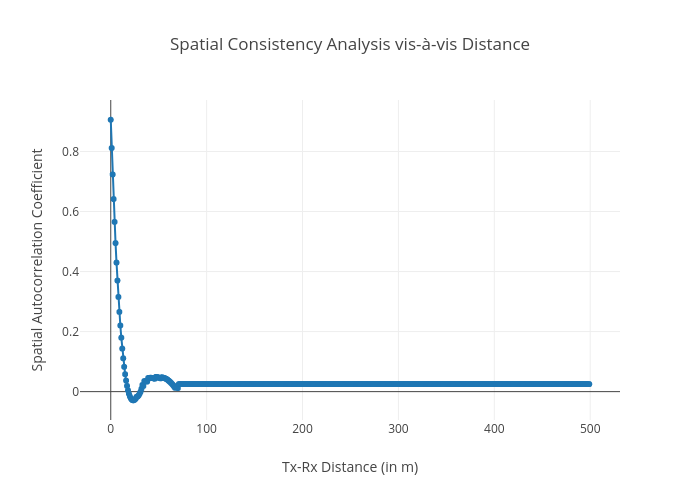 Spatial Consistency Analysis vis-à-vis Distance
Spatial Autocorrelation Coefficient
0.8
0.6
0.4
0.2
0
0 100 200 300 400 500
Tx-Rx Distance (in m)